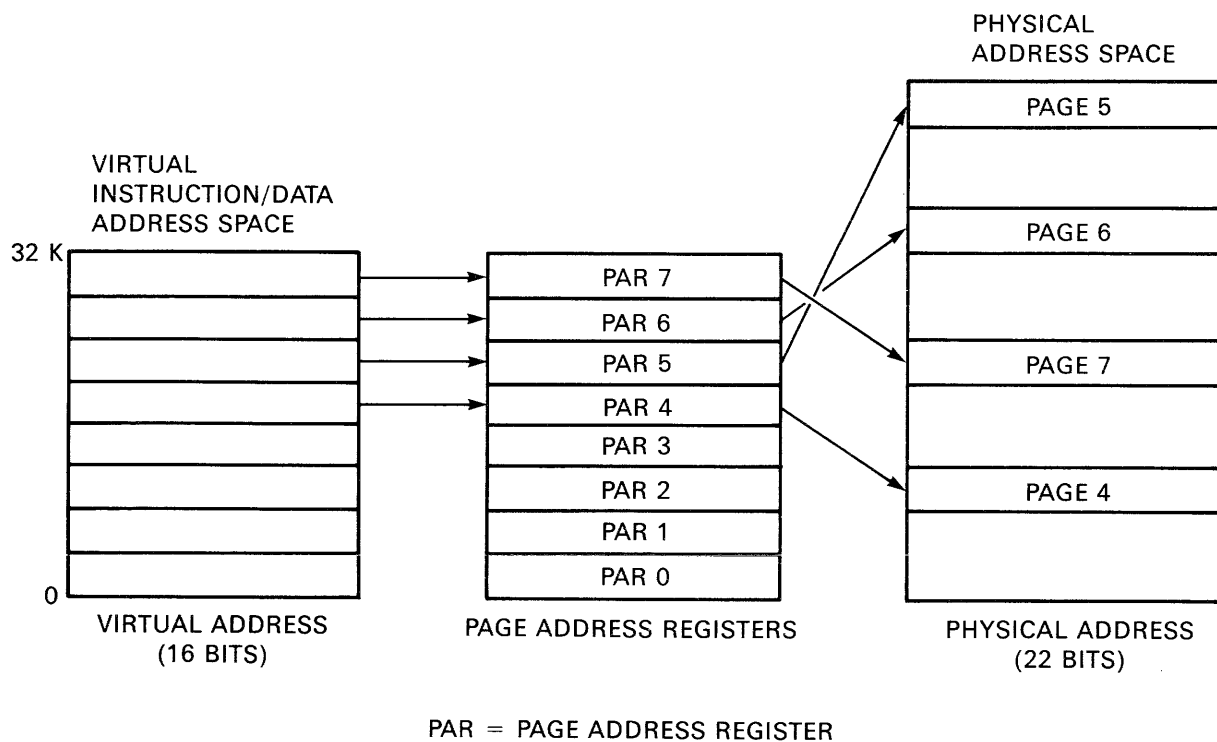 PHYSICAL
ADDRESS SPACE
PAGE 5
PAGE 6
PAGE 7
PAGE 4
PHYSICAL ADDRESS
(22 BITS)
VIRTUAL
INSTRUCTION/DATA
ADDRESS SPACE
32 K
0
VIRTUAL ADDRESS
(16 BITS)
PAR 7
PAR 6
PAR 5
PAR 4
PAR 3
PAR 2
PAR 1
PAR 0
PAGE ADDRESS REGISTERS
PAR = PAGE ADDRESS REGISTER